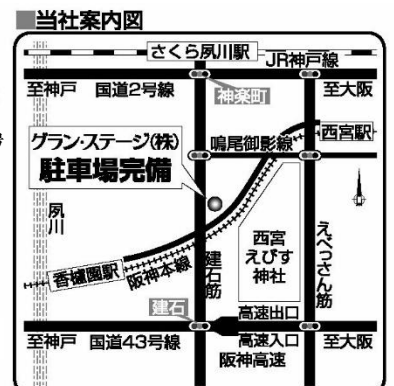 ■当社案内図
さくら夙川駅
JR神戸線
至神戸 国道2号線
神楽町
至大阪
グラン・ステージ(株)
駐車場完備
鳴尾御影線
西宮駅
夙川
西宮
えびす
神社
えべっさん筋
香櫨園駅
阪神本線
建石筋
建石
高速出口
至神戸 国道43号線
高速入口
至大阪
阪神高速